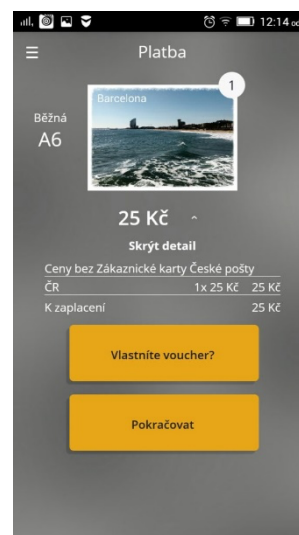 12:14
Platba
1
Barcelona
Běžná
A6
25 Kč
Skrýt detail
Ceny bez Zákaznické karty České pošty
ČR 1x 25 Kč 25 Kč
K zaplacení 25 Kč
Vlastníte voucher?
Pokračovat